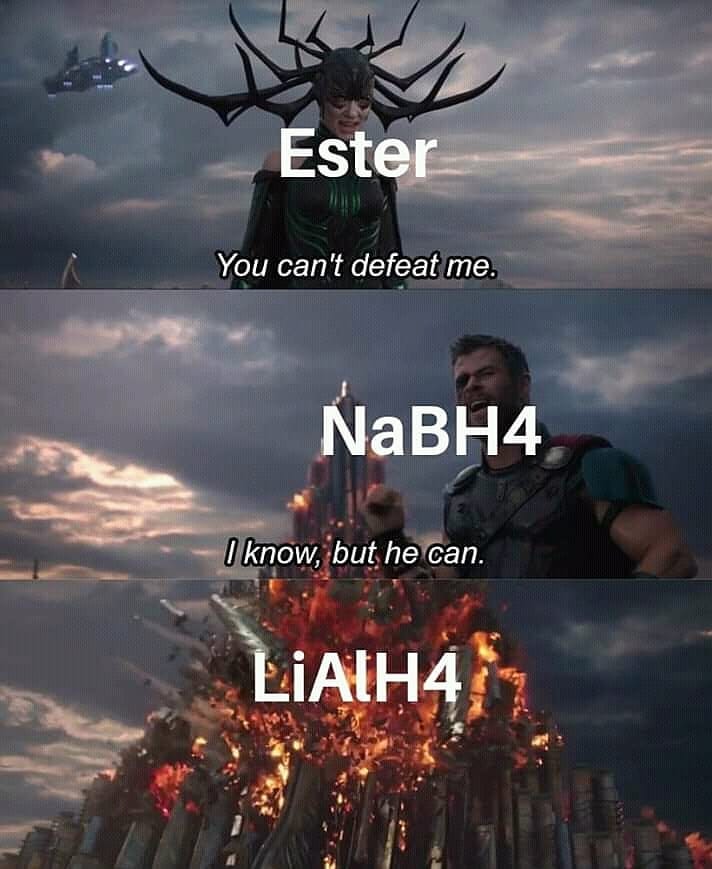 Ester
You can't defeat me.
NaBH4
I know, but he can.
LiAlH4